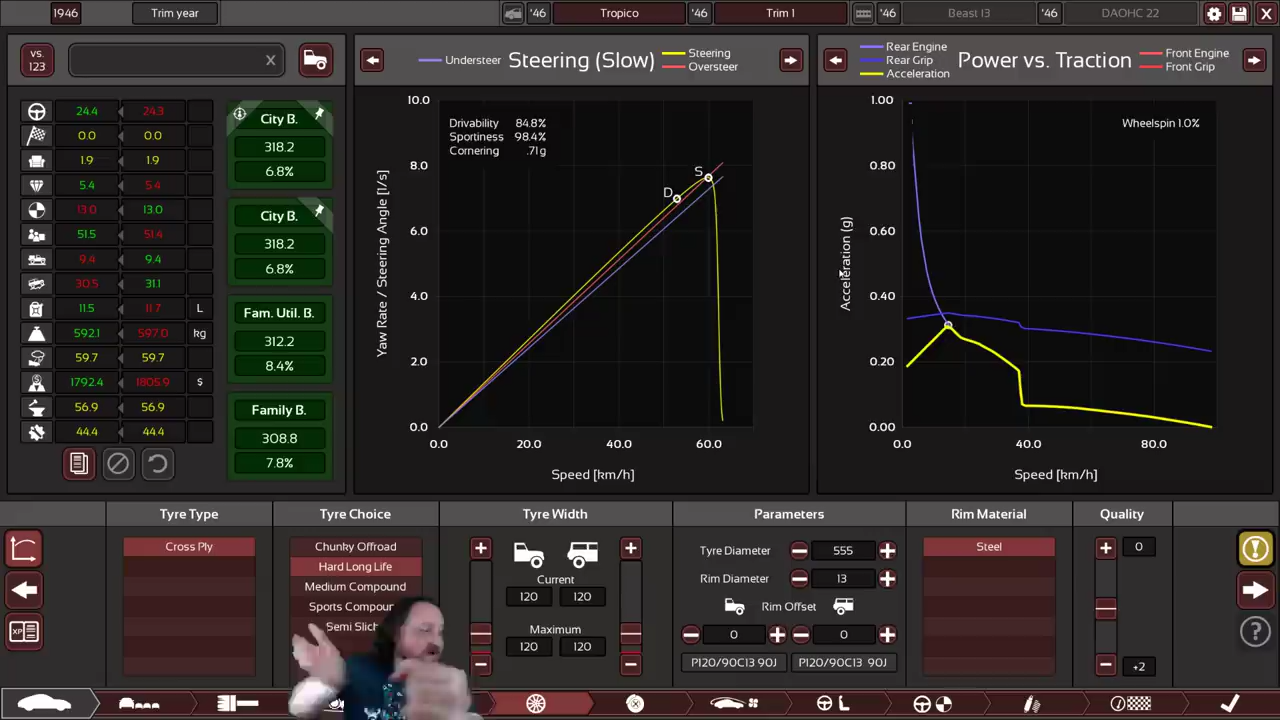 1946 Trim year '46 Tropico '46 Trim 1 '46 Beast I3 '46 DAOHC 22
vs. 123
x
24.4 24.3
0.0 0.0
1.9 1.9
5.4 5.4
13.0 13.0
51.5 51.4
9.4 9.4
30.5 31.1
11.5 11.7 L
592.1 597.0 kg
59.7 59.7
1792.4 1805.9 $
56.9 56.9
44.4 44.4
City B.
318.2
6.8%
City B.
318.2
6.8%
Fam. Util. B.
312.2
8.4%
Family B.
308.8
7.8%
Understeer
Steering (Slow)
Steering
Oversteer
Drivability 84.8%
Sportiness 98.4%
Cornering .71g
Yaw Rate / Steering Angle [1/s]
10.0
8.0
6.0
4.0
2.0
0.0
D
S
0.0 20.0 40.0 60.0
Speed [km/h]
Rear Engine
Rear Grip
Acceleration
Power vs. Traction
Front Engine
Front Grip
Wheelspin 1.0%
Acceleration (g)
1.00
0.80
0.60
0.40
0.20
0.00
0.0 40.0 80.0
Speed [km/h]
Tyre Type
Cross Ply
Tyre Choice
Chunky Offroad
Hard Long Life
Medium Compound
Sports Compoun
Semi Slick
Tyre Width
Current
120 120
Maximum
120 120
Parameters
Tyre Diameter 555
Rim Diameter 13
Rim Offset
0 0
P120/90C13 90J P120/90C13 90J
Rim Material
Steel
Quality
0
+2
XP